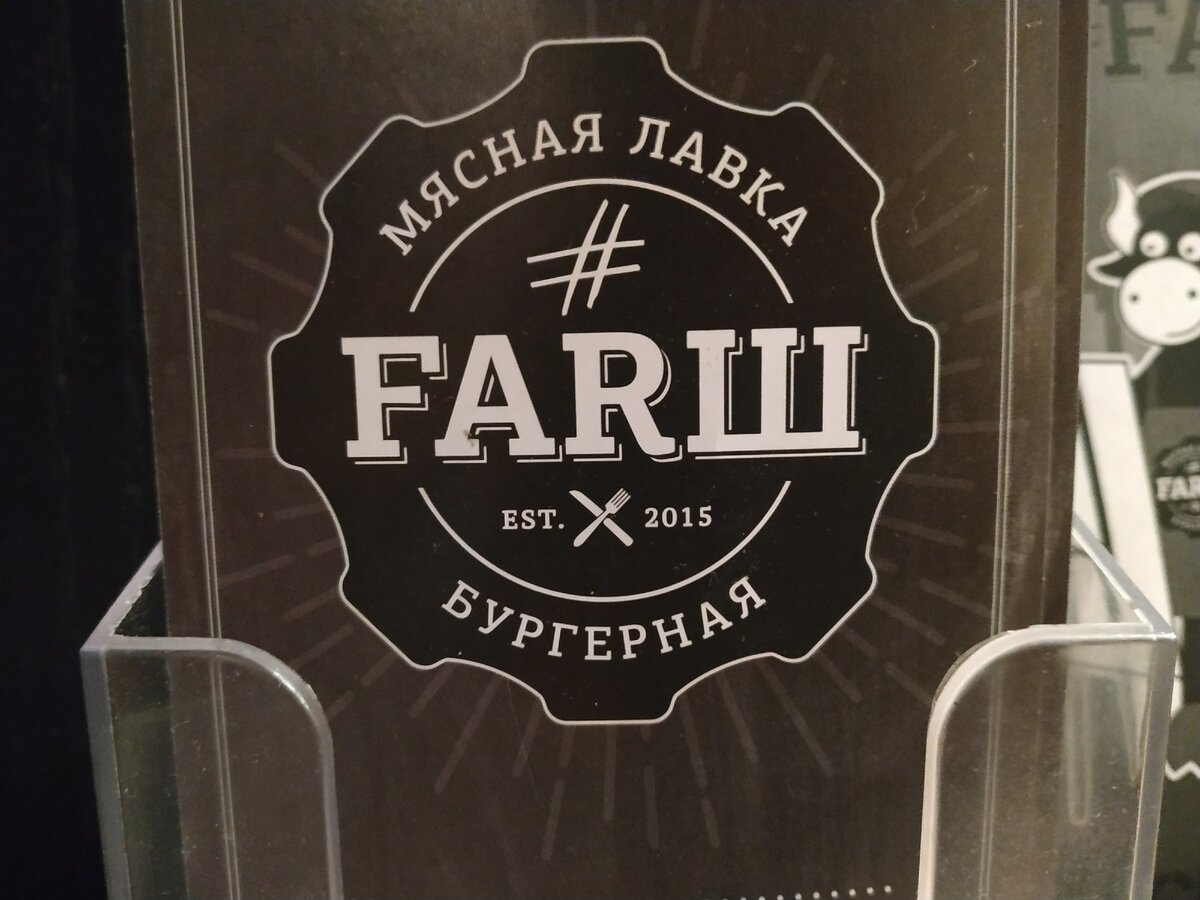 МЯСНАЯ ЛАВКА
#
FARШ
EST. 2015
БУРГЕРНАЯ